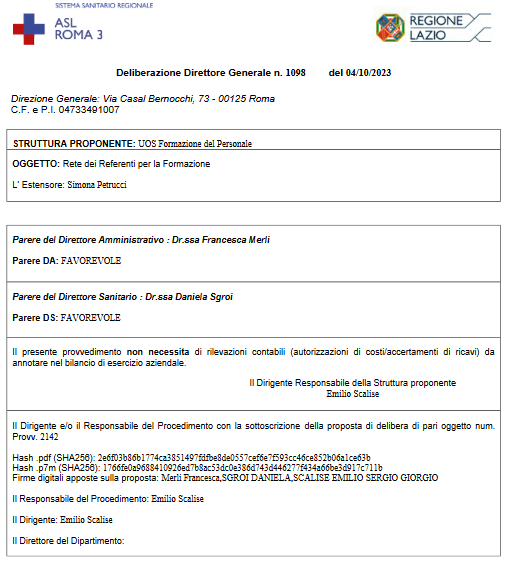 SISTEMA SANITARIO REGIONALE
ASL
ROMA 3
REGIONE
LAZIO
Deliberazione Direttore Generale n. 1098 del 04/10/2023
Direzione Generale: Via Casal Bernocchi, 73 - 00125 Roma
C.F. e P.I. 04733491007
STRUTTURA PROPONENTE: UOS Formazione del Personale
OGGETTO: Rete dei Referenti per la Formazione
L' Estensore: Simona Petrucci
Parere del Direttore Amministrativo : Dr.ssa Francesca Merli
Parere DA: FAVOREVOLE
Parere del Direttore Sanitario : Dr.ssa Daniela Sgroi
Parere DS: FAVOREVOLE
Il presente provvedimento non necessita di rilevazioni contabili (autorizzazioni di costi/accertamenti di ricavi) da
annotare nel bilancio di esercizio aziendale.
Il Dirigente Responsabile della Struttura proponente
Emilio Scalise
Il Dirigente e/o il Responsabile del Procedimento con la sottoscrizione della proposta di delibera di pari oggetto num.
Provv. 2142
Hash .pdf (SHA256): 2e6f03b86b1774ca3851497fdfbe8de0557cef6e7f593cc46ce852b06a1ce63b
Hash .p7m (SHA256): 1766fe0a9688410926ed7b8ac53dc0e386d743d446277f434a66be3d917c711b
Firme digitali apposte sulla proposta: Merli Francesca,SGROI DANIELA,SCALISE EMILIO SERGIO GIORGIO
Il Responsabile del Procedimento: Emilio Scalise
Il Dirigente: Emilio Scalise
Il Direttore del Dipartimento: